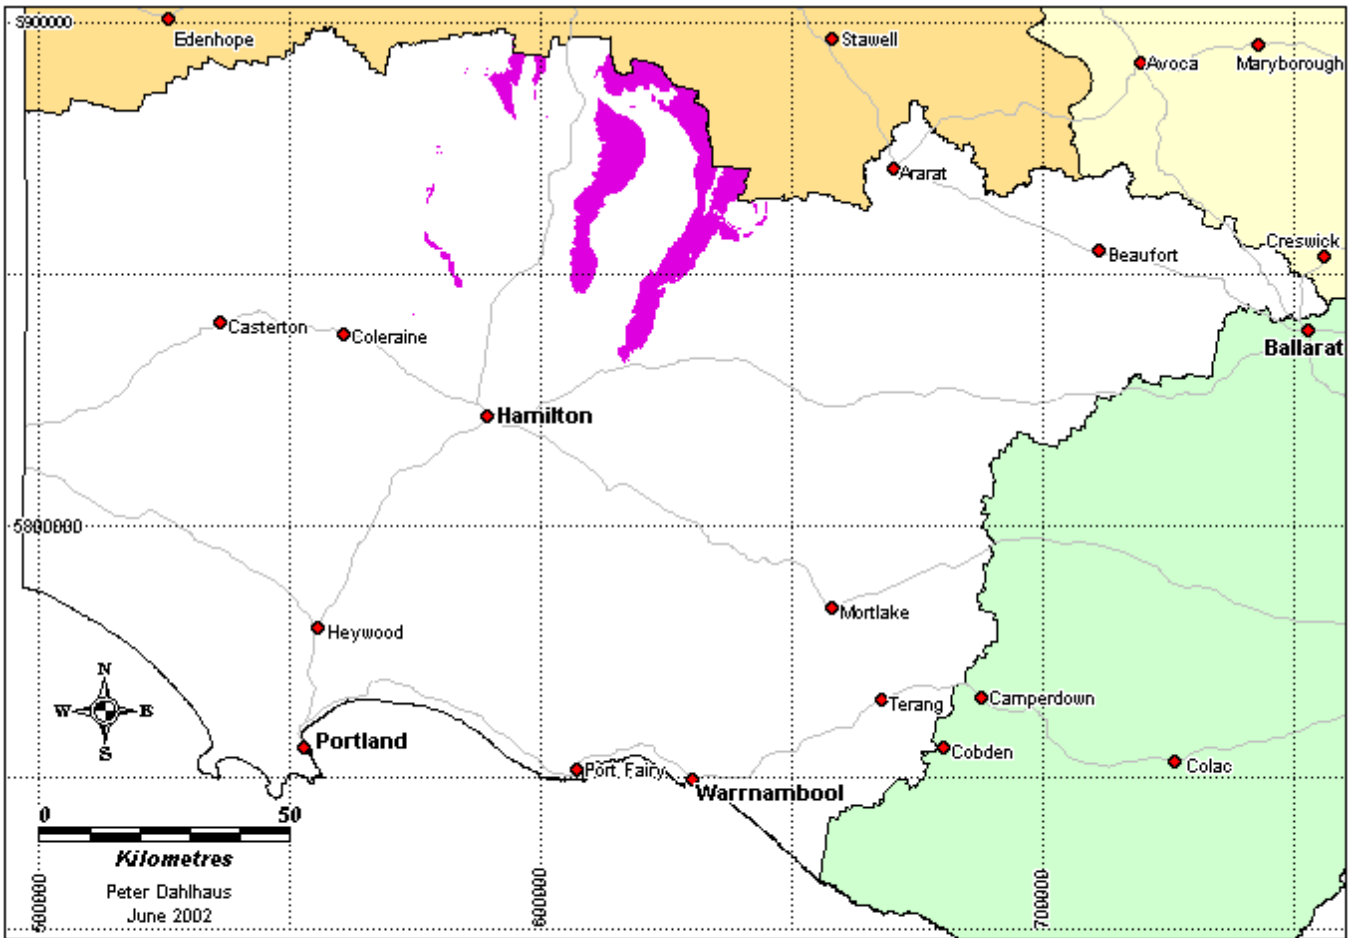 5900000
Edenhope
Stawell
Avoca
Maryborough
Ararat
Creswick
Beaufort
Casterton
Coleraine
Ballarat
Hamilton
5800000
Mortlake
Heywood
N
W E
S
Terang
Camperdown
Portland
Cobden
Port Fairy
Colac
Warrnambool
0 50
Kilometres
Peter Dahlhaus
June 2002
500000
600000
700000